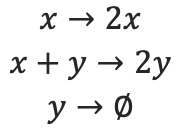 x → 2x
x + y → 2y
y → ∅